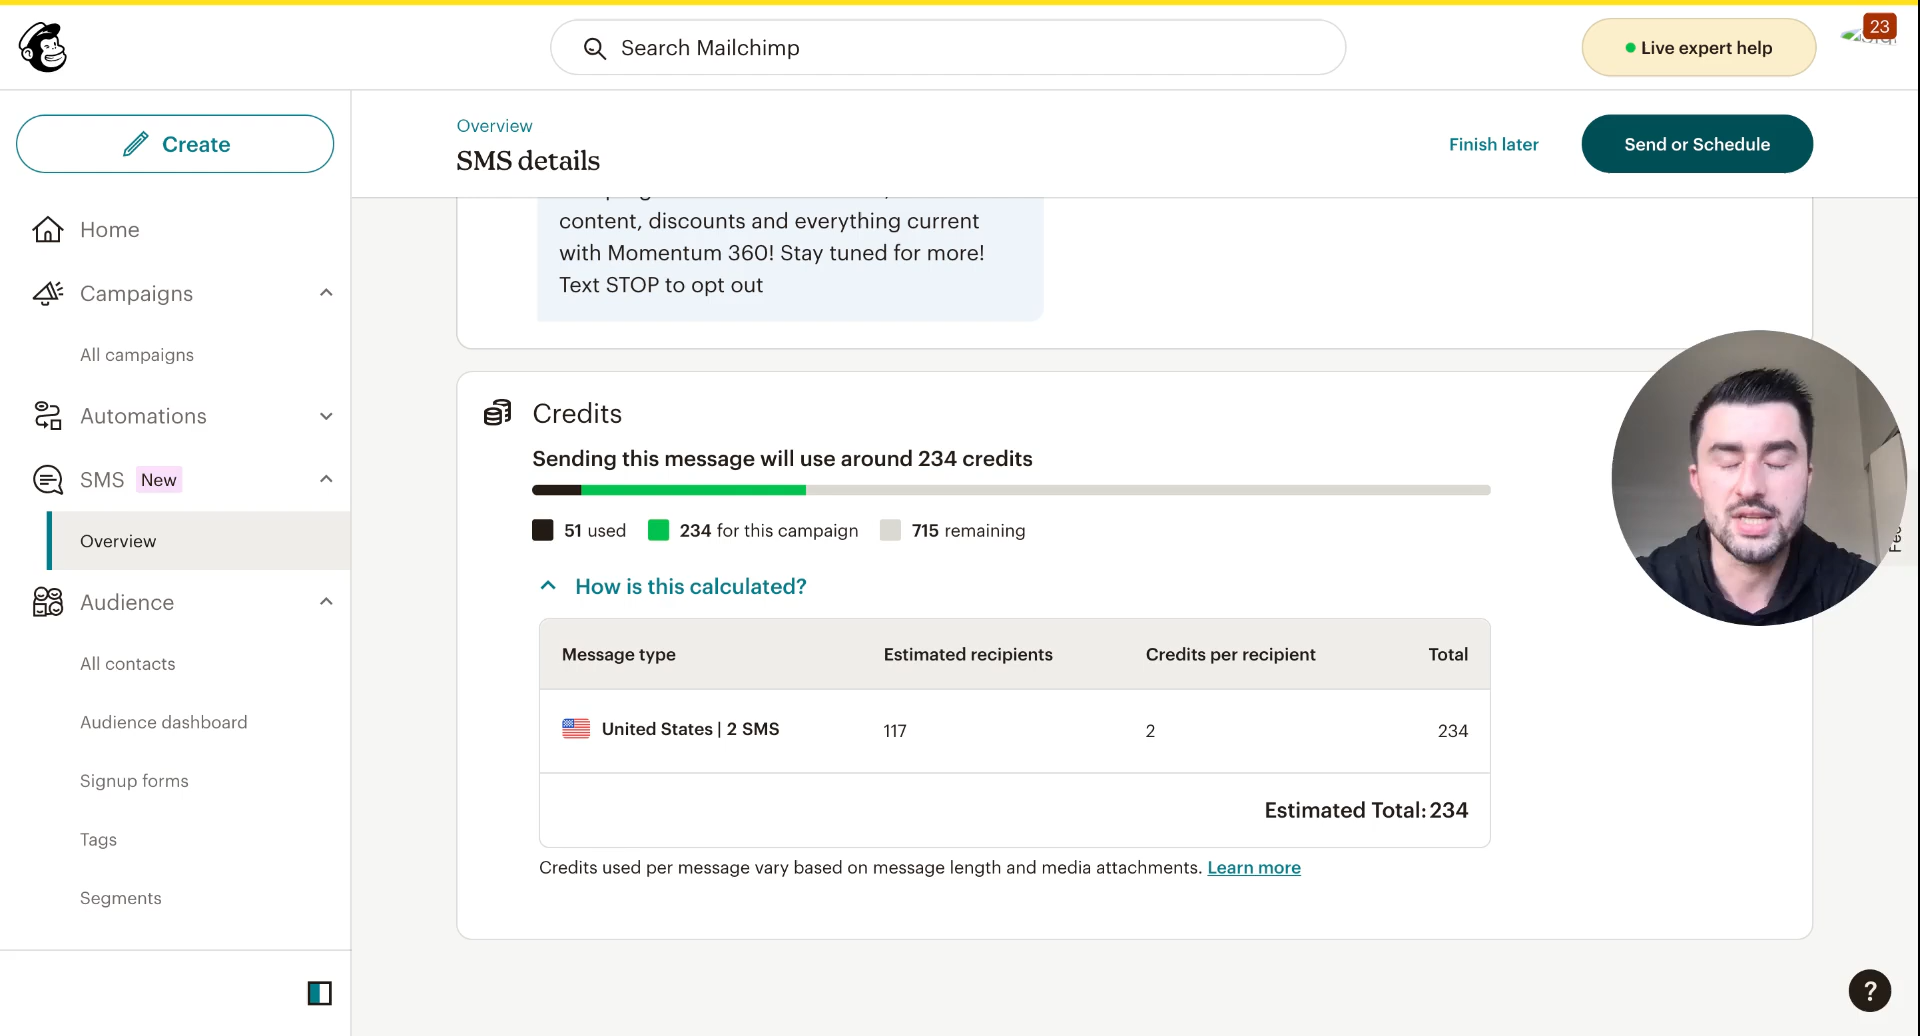 Search Mailchimp
Live expert help
23
Create
Overview
SMS details
Finish later
Send or Schedule
Home
Campaigns
All campaigns
Automations
SMS New
Overview
Audience
All contacts
Audience dashboard
Signup forms
Tags
Segments
content, discounts and everything current
with Momentum 360! Stay tuned for more!
Text STOP to opt out
Credits
Sending this message will use around 234 credits
51 used 234 for this campaign 715 remaining
How is this calculated?
Message type Estimated recipients Credits per recipient Total
United States | 2 SMS 117 2 234
Estimated Total: 234
Credits used per message vary based on message length and media attachments. Learn more
?